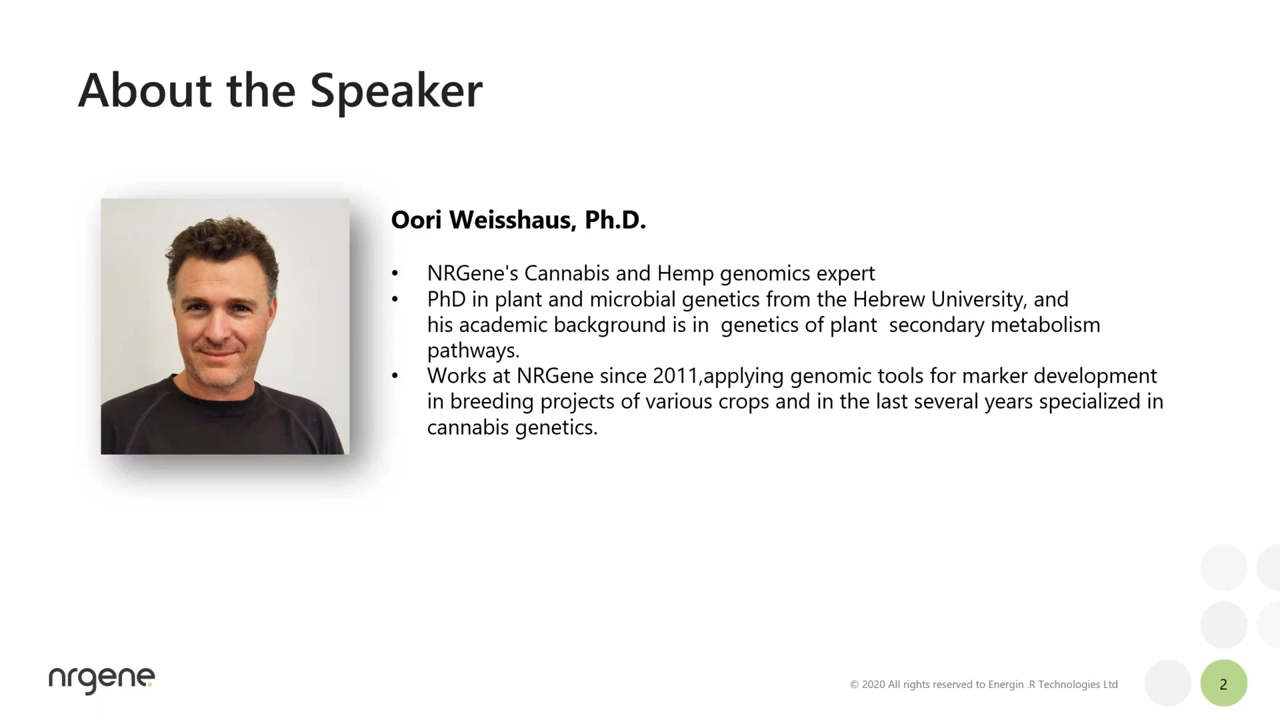 About the Speaker
Oori Weisshaus, Ph.D.
• NRGene's Cannabis and Hemp genomics expert
• PhD in plant and microbial genetics from the Hebrew University, and
his academic background is in  genetics of plant  secondary metabolism
pathways.
• Works at NRGene since 2011,applying genomic tools for marker development
in breeding projects of various crops and in the last several years specialized in
cannabis genetics.
nrgene
© 2020 All rights reserved to Energin .R Technologies Ltd
2